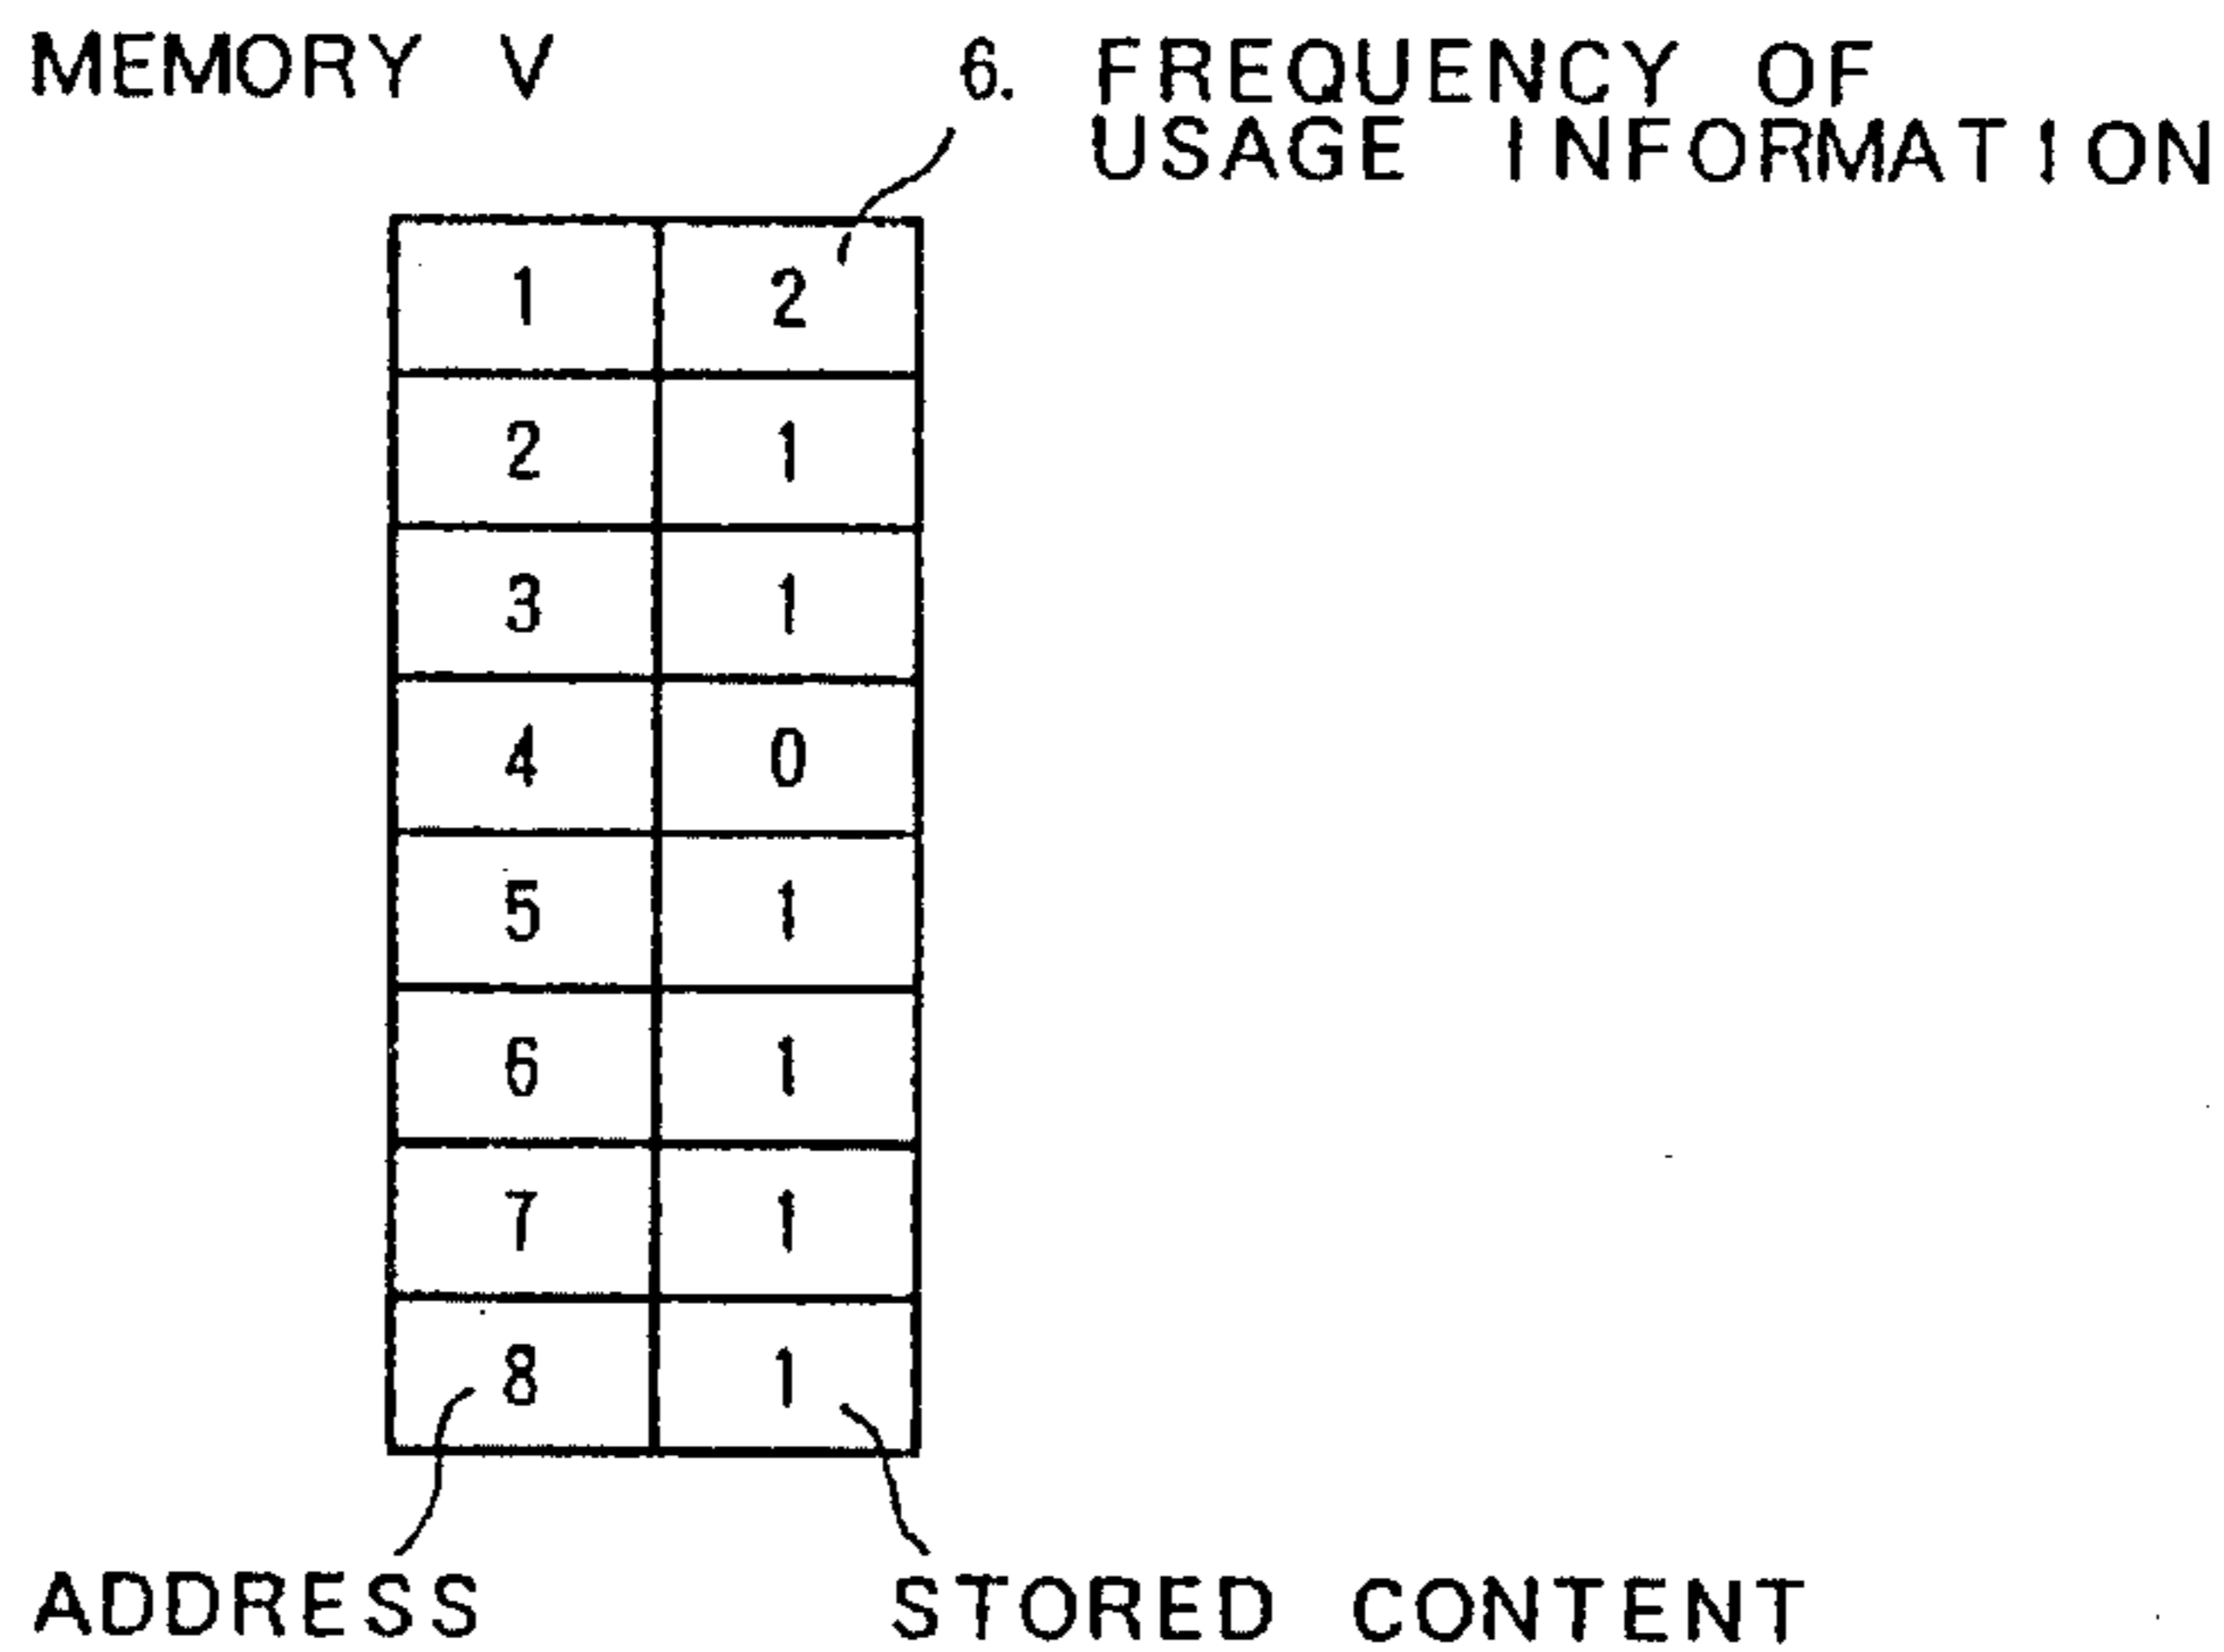 MEMORY V
6. FREQUENCY OF
USAGE INFORMATION
1 2
2 1
3 1
4 0
5 1
6 1
7 1
8 1
ADDRESS STORED CONTENT